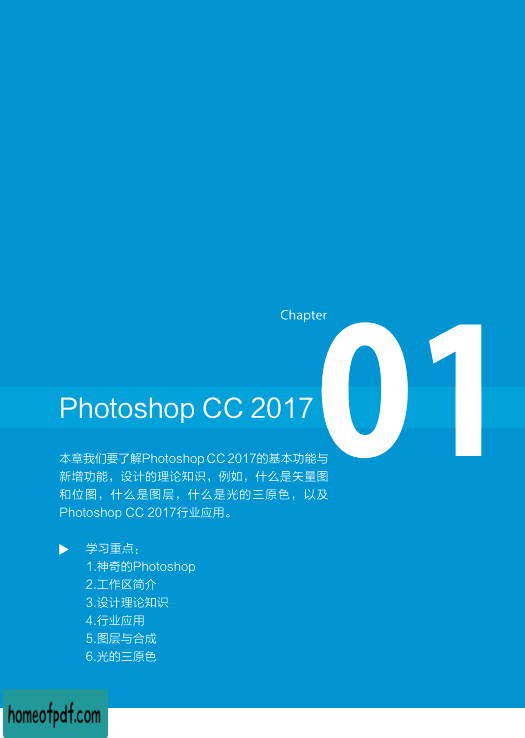 Chapter
01
Photoshop CC 2017
本章我们要了解Photoshop CC 2017的基本功能与
新增功能，设计的理论知识，例如，什么是矢量图
和位图，什么是图层，什么是光的三原色，以及
Photoshop CC 2017行业应用。
▶ 学习重点：
1.神奇的Photoshop
2.工作区简介
3.设计理论知识
4.行业应用
5.图层与合成
6.光的三原色
homeofpdf.com